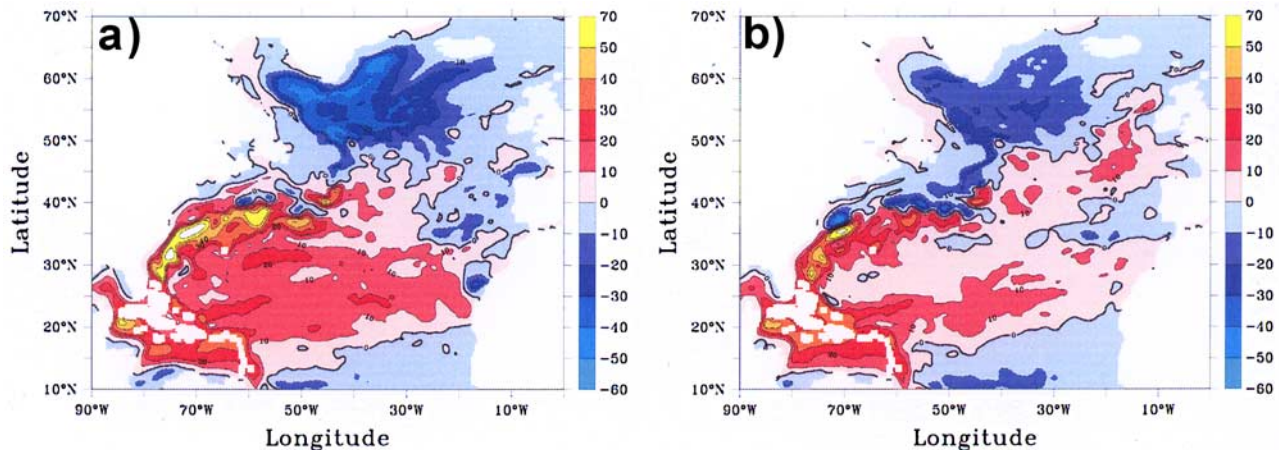 a)
70°N
60°N
50°N
40°N
30°N
20°N
10°N
Latitude
90°W
70°W
50°W
30°W
10°W
Longitude
70
50
40
30
20
10
0
-10
-20
-30
-40
-50
-60
b)
70°N
60°N
50°N
40°N
30°N
20°N
10°N
Latitude
90°W
70°W
50°W
30°W
10°W
Longitude
70
50
40
30
20
10
0
-10
-20
-30
-40
-50
-60